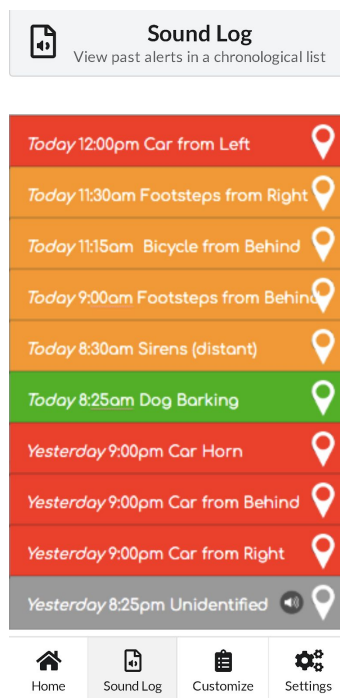 Sound Log
View past alerts in a chronological list
Today 12:00pm Car from Left
Today 11:30am Footsteps from Right
Today 11:15am Bicycle from Behind
Today 9:00am Footsteps from Behind
Today 8:30am Sirens (distant)
Today 8:25am Dog Barking
Yesterday 9:00pm Car Horn
Yesterday 9:00pm Car from Behind
Yesterday 9:00pm Car from Right
Yesterday 8:25pm Unidentified
Home Sound Log Customize Settings